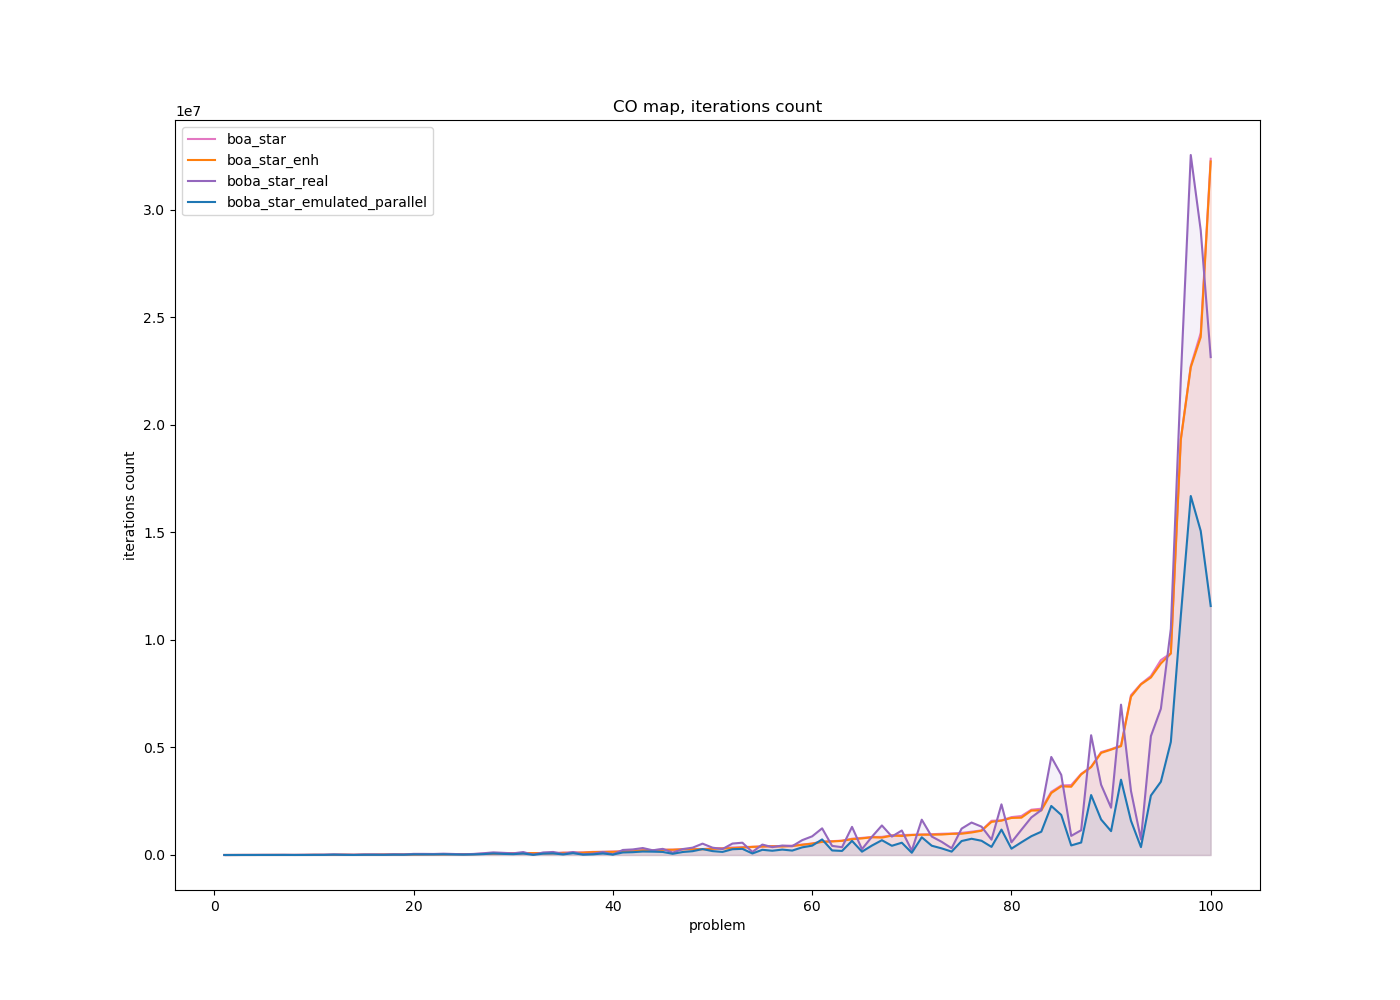 CO map, iterations count
1e7
boa_star
boa_star_enh
boba_star_real
boba_star_emulated_parallel
3.0
2.5
2.0
1.5
1.0
0.5
0.0
iterations count
0 20 40 60 80 100
problem